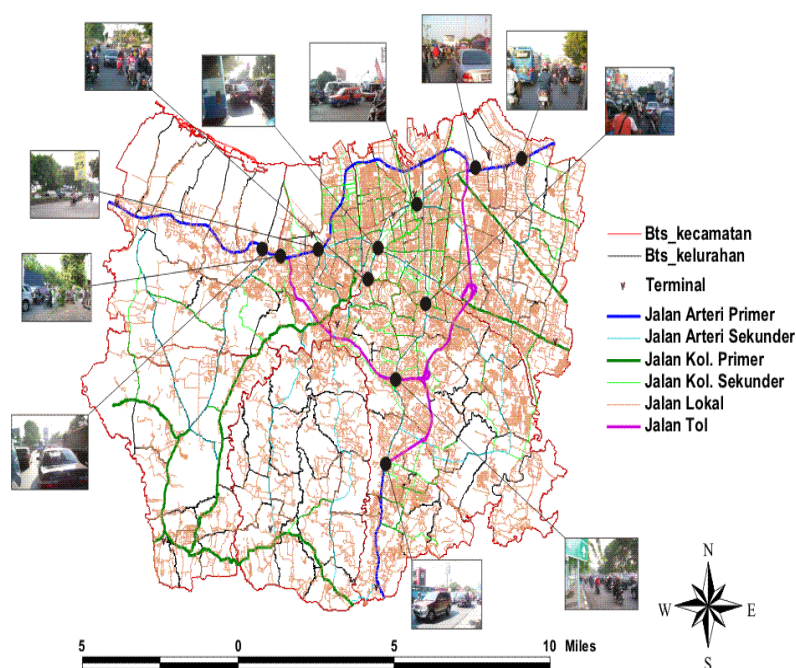 Bts_kecamatan
Bts_kelurahan
Terminal
Jalan Arteri Primer
Jalan Arteri Sekunder
Jalan Kol. Primer
Jalan Kol. Sekunder
Jalan Lokal
Jalan Tol
N
W E
S
5 0 5 10 Miles